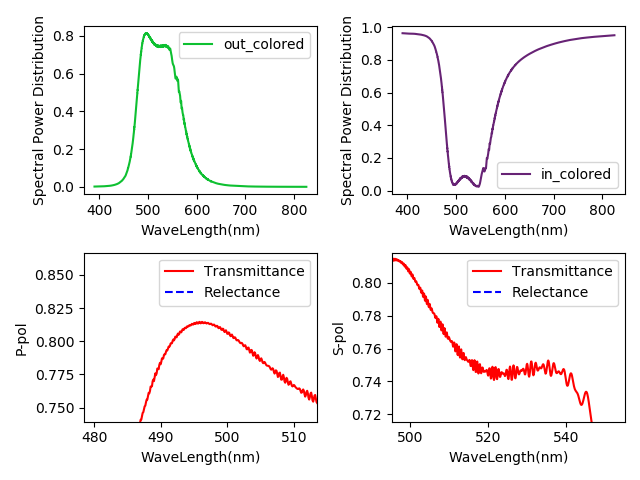 Spectral Power Distribution
0.8
0.6
0.4
0.2
0.0
out_colored
400 500 600 700 800
WaveLength(nm)
Spectral Power Distribution
1.0
0.8
0.6
0.4
0.2
0.0
in_colored
400 500 600 700 800
WaveLength(nm)
P-pol
0.850
0.825
0.800
0.775
0.750
Transmittance
Relectance
480 490 500 510
WaveLength(nm)
S-pol
0.80
0.78
0.76
0.74
0.72
Transmittance
Relectance
500 520 540
WaveLength(nm)